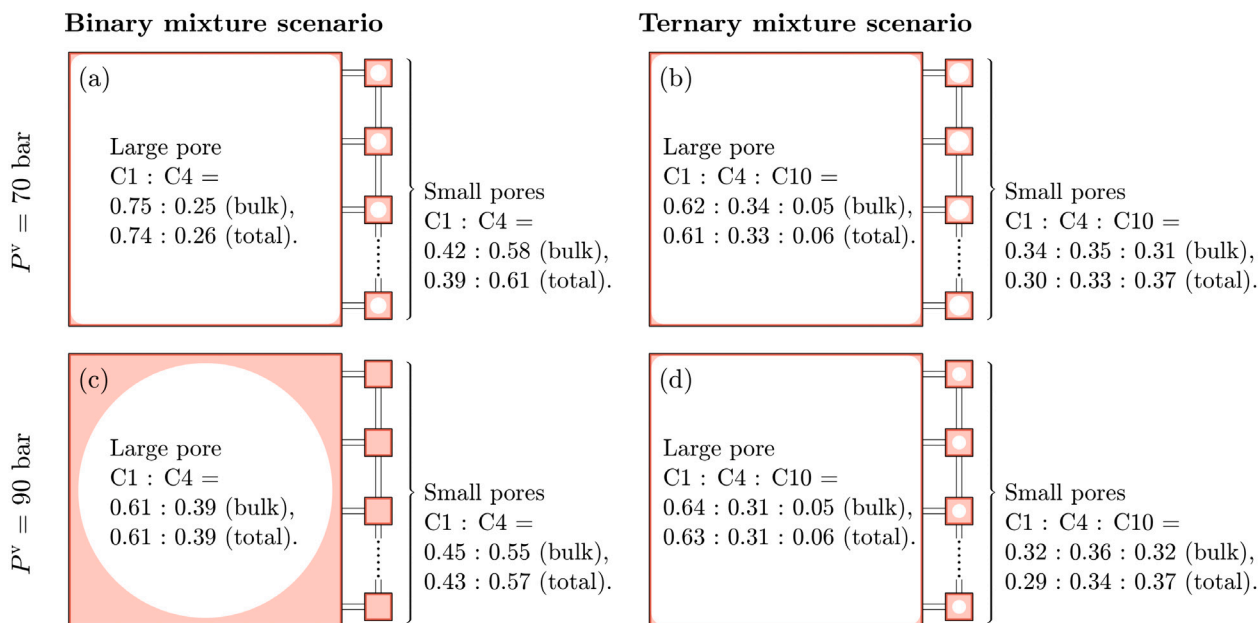 Binary mixture scenario
Ternary mixture scenario
P^v = 70 bar
(a)
Large pore
C1 : C4 =
0.75 : 0.25 (bulk),
0.74 : 0.26 (total).
Small pores
C1 : C4 =
0.42 : 0.58 (bulk),
0.39 : 0.61 (total).
(b)
Large pore
C1 : C4 : C10 =
0.62 : 0.34 : 0.05 (bulk),
0.61 : 0.33 : 0.06 (total).
Small pores
C1 : C4 : C10 =
0.34 : 0.35 : 0.31 (bulk),
0.30 : 0.33 : 0.37 (total).
P^v = 90 bar
(c)
Large pore
C1 : C4 =
0.61 : 0.39 (bulk),
0.61 : 0.39 (total).
Small pores
C1 : C4 =
0.45 : 0.55 (bulk),
0.43 : 0.57 (total).
(d)
Large pore
C1 : C4 : C10 =
0.64 : 0.31 : 0.05 (bulk),
0.63 : 0.31 : 0.06 (total).
Small pores
C1 : C4 : C10 =
0.32 : 0.36 : 0.32 (bulk),
0.29 : 0.34 : 0.37 (total).